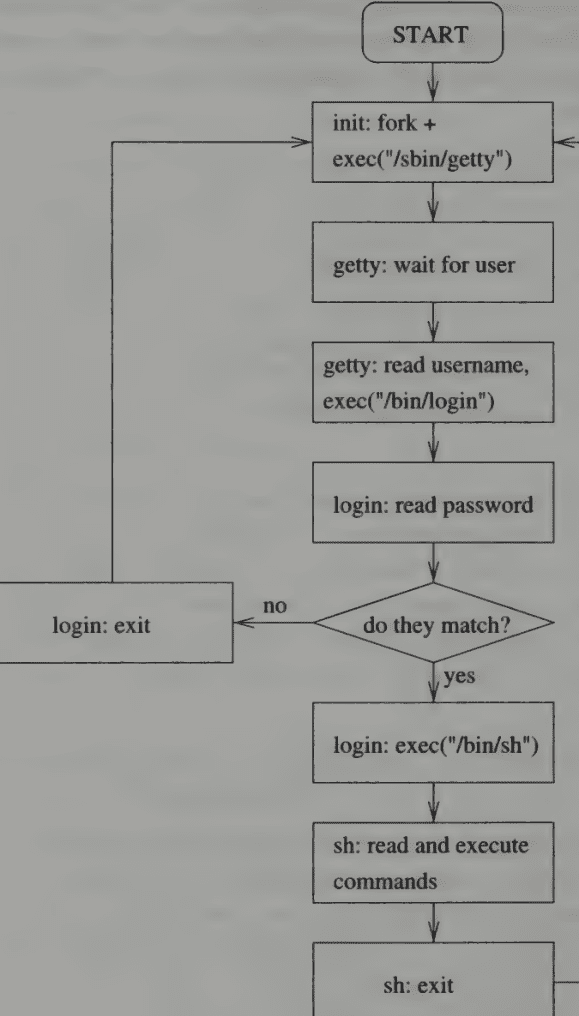 START
init: fork +
exec("/sbin/getty")
getty: wait for user
getty: read username,
exec("/bin/login")
login: read password
do they match?
no
login: exit
yes
login: exec("/bin/sh")
sh: read and execute
commands
sh: exit